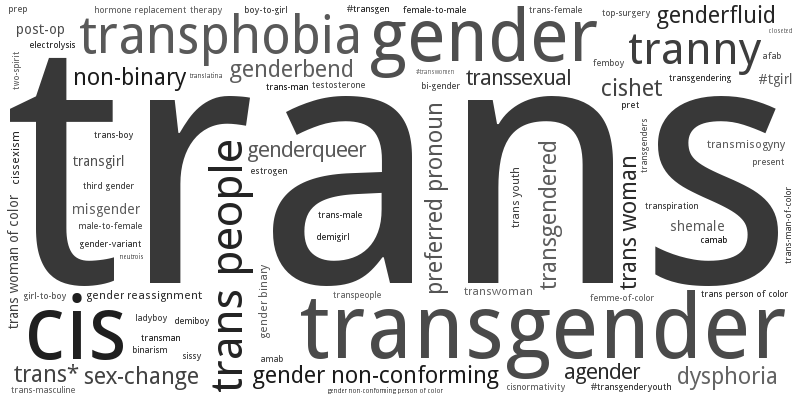 prep
hormone replacement therapy
boy-to-girl
#transgen
female-to-male
trans-female
top-surgery
genderfluid
post-op
transphobia
gender
closeted
electrolysis
tranny
two-spirit
non-binary
translatina
genderbend
#transwomen
transsexual
femboy
afab
trans-man
testosterone
bi-gender
transgendering
#tgirl
cishet
pret
trans
cissexism
trans-boy
genderqueer
preferred pronoun
transgenders
transmisogyny
transgirl
estrogen
present
third gender
trans people
trans youth
transgendered
trans woman
misgender
trans-male
transpiration
trans-man-of-color
male-to-female
demigirl
shemale
gender-variant
camab
neutrois
trans woman of color
girl-to-boy
gender reassignment
gender binary
transpeople
transwoman
femme-of-color
trans person of color
cis
ladyboy
demiboy
transgender
transman
binarism
sissy
amab
trans*
sex-change
gender non-conforming
agender
dysphoria
trans-masculine
gender non-conforming person of color
cisnormativity
#transgenderyouth